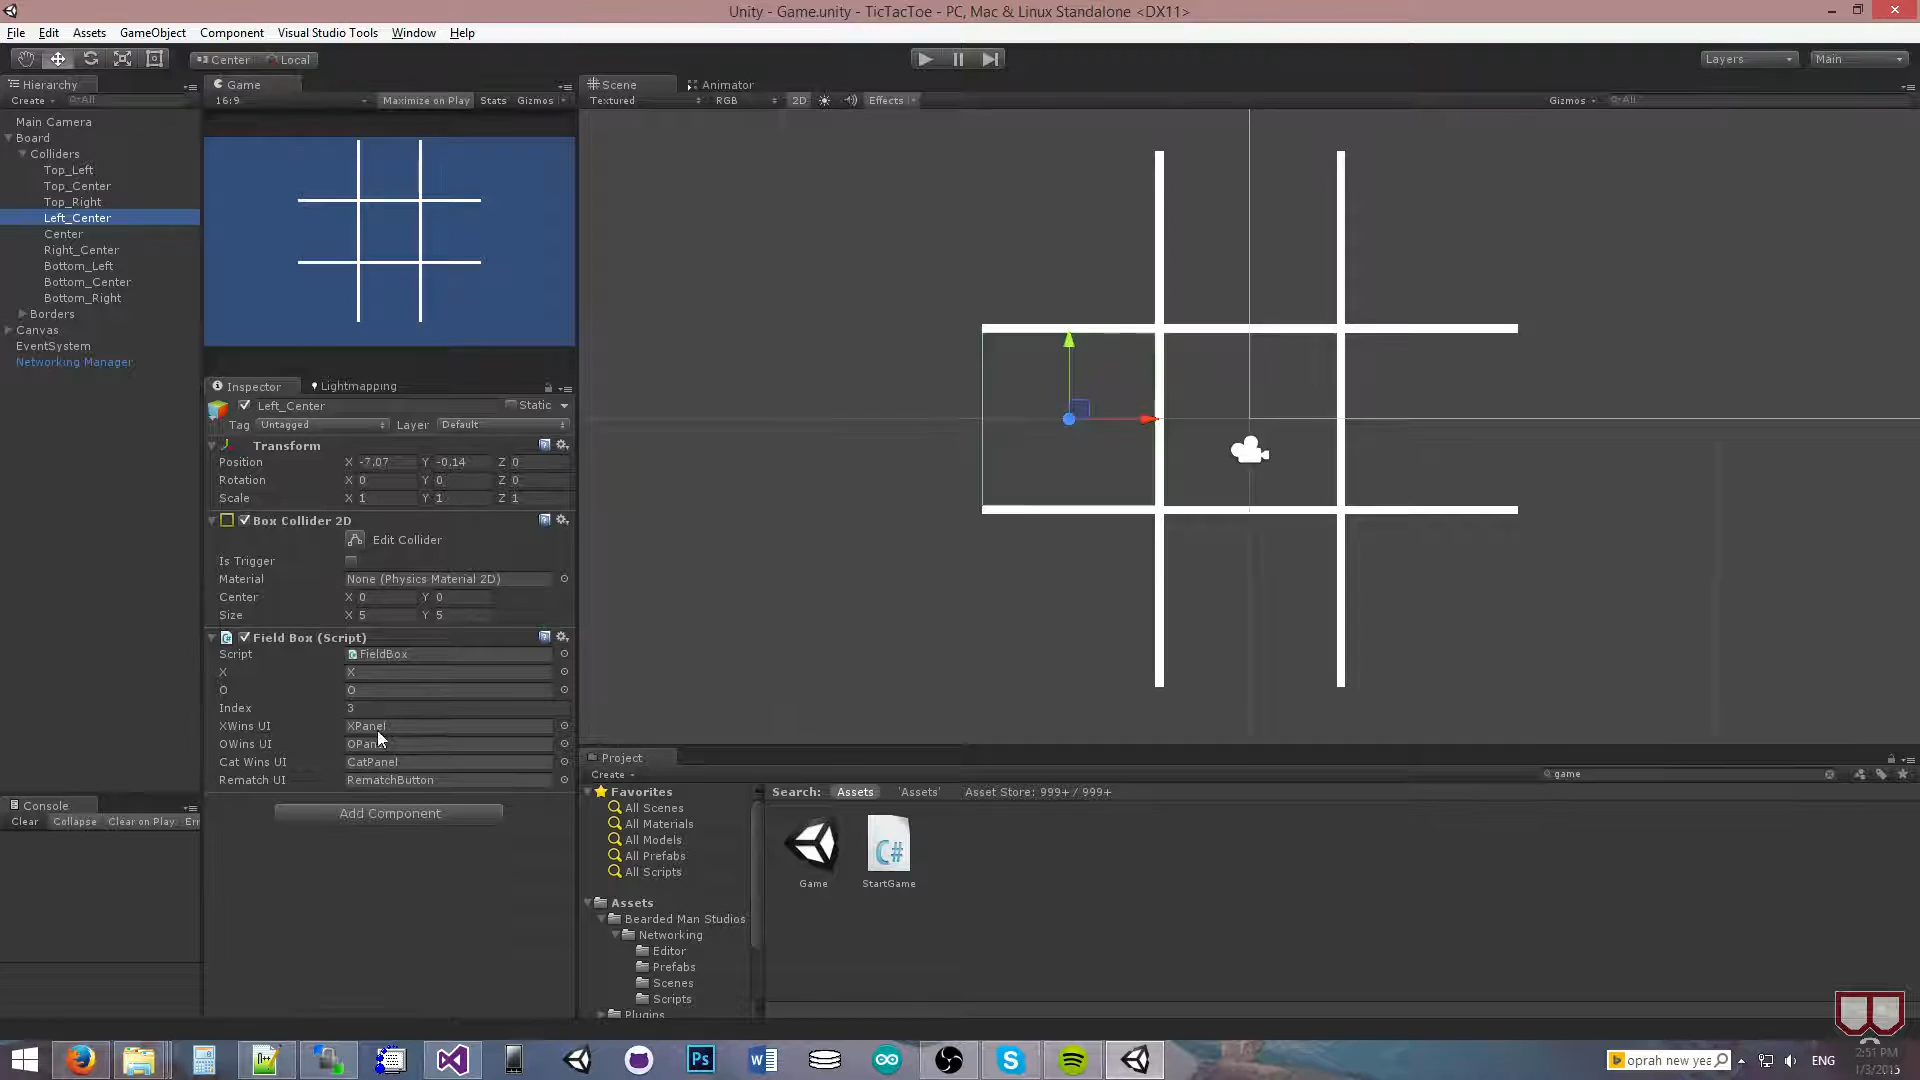 Unity - Game.unity - TicTacToe - PC, Mac & Linux Standalone <DX11>
File Edit Assets GameObject Component Visual Studio Tools Window Help
Center Local
Layers Main
Hierarchy
Create All
Main Camera
Board
Colliders
Top_Left
Top_Center
Top_Right
Left_Center
Center
Right_Center
Bottom_Left
Bottom_Center
Bottom_Right
Borders
Canvas
EventSystem
Networking Manager
Game
16:9 Maximize on Play Stats Gizmos
Scene Animator
Textured RGB 2D Effects Gizmos All
Inspector Lightmapping
Left_Center Static
Tag Untagged Layer Default
Transform
Position X -7.07 Y -0.14 Z 0
Rotation X 0 Y 0 Z 0
Scale X 1 Y 1 Z 1
Box Collider 2D
Edit Collider
Is Trigger
Material None (Physics Material 2D)
Center X 0 Y 0
Size X 5 Y 5
Field Box (Script)
Script FieldBox
X X
O O
Index 3
XWins UI XPanel
OWins UI
Cat Wins UI CatPanel
Rematch UI RematchButton
Add Component
Console
Clear Collapse Clear on Play Err
Project
Create game
Favorites
All Scenes
All Materials
All Models
All Prefabs
All Scripts
Assets
Bearded Man Studios
Networking
Editor
Prefabs
Scenes
Scripts
Plugins
Search: Assets 'Assets' Asset Store: 999+ / 999+
C#
Game StartGame
Ps
oprah new yea
ENG
2:51 PM
1/3/2015